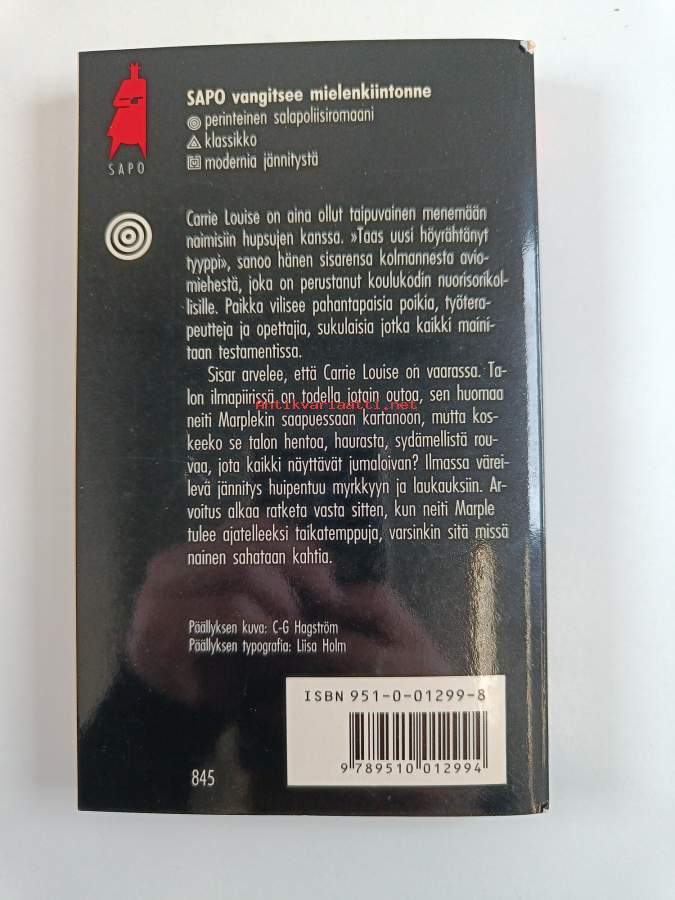 SAPO
SAPO vangitsee mielenkiintonne
perinteinen salapoliisiromaani
klassikko
modernia jännitystä
Carrie Louise on aina ollut taipuvainen menemään
naimisiin hupsujen kanssa. »Taas uusi höyrähtänyt
tyyppi», sanoo hänen sisarensa kolmannesta avio-
miehestä, joka on perustanut koulukodin nuorisorikol-
lisille. Paikka vilisee pahantapaisia poikia, työtera-
peutteja ja opettajia, sukulaisia jotka kaikki maini-
taan testamentissa.
Sisar arvelee, että Carrie Louise on vaarassa. Ta-
lon ilmapiirissä on todella jotain outoa, sen huomaa
Antikvariaatti.net
neiti Marplekin saapuessaan kartanoon, mutta kos-
keeko se talon hentoa, haurasta, sydämellistä rou-
vaa, jota kaikki näyttävät jumaloivan? Ilmassa värei-
levä jännitys huipentuu myrkkyyn ja laukauksiin. Ar-
voitus alkaa ratketa vasta sitten, kun neiti Marple
tulee ajatelleeksi taikatemppuja, varsinkin sitä missä
nainen sahataan kahtia.
Päällyksen kuva: C-G Hagström
Päällyksen typografia: Liisa Holm
ISBN 951-0-01299-8
9 789510 012994
845